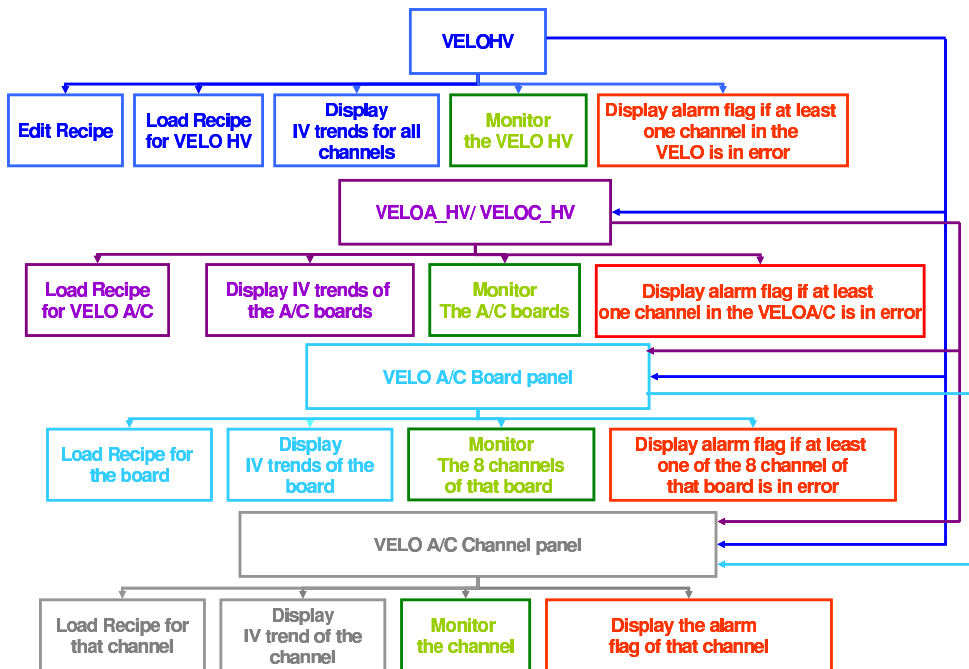 VELOHV
Edit Recipe
Load Recipe
for VELO HV
Display
IV trends for all
channels
Monitor
the VELO HV
Display alarm flag if at least
one channel in the
VELO is in error
VELOA_HV/ VELOC_HV
Load Recipe
for VELO A/C
Display IV trends of
the A/C boards
Monitor
The A/C boards
Display alarm flag if at least
one channel in the VELOA/C is in error
VELO A/C Board panel
Load Recipe for
the board
Display
IV trends of the
board
Monitor
The 8 channels
of that board
Display alarm flag if at least
one of the 8 channel of
that board is in error
VELO A/C Channel panel
Load Recipe for
that channel
Display
IV trend of the
channel
Monitor
the channel
Display the alarm
flag of that channel